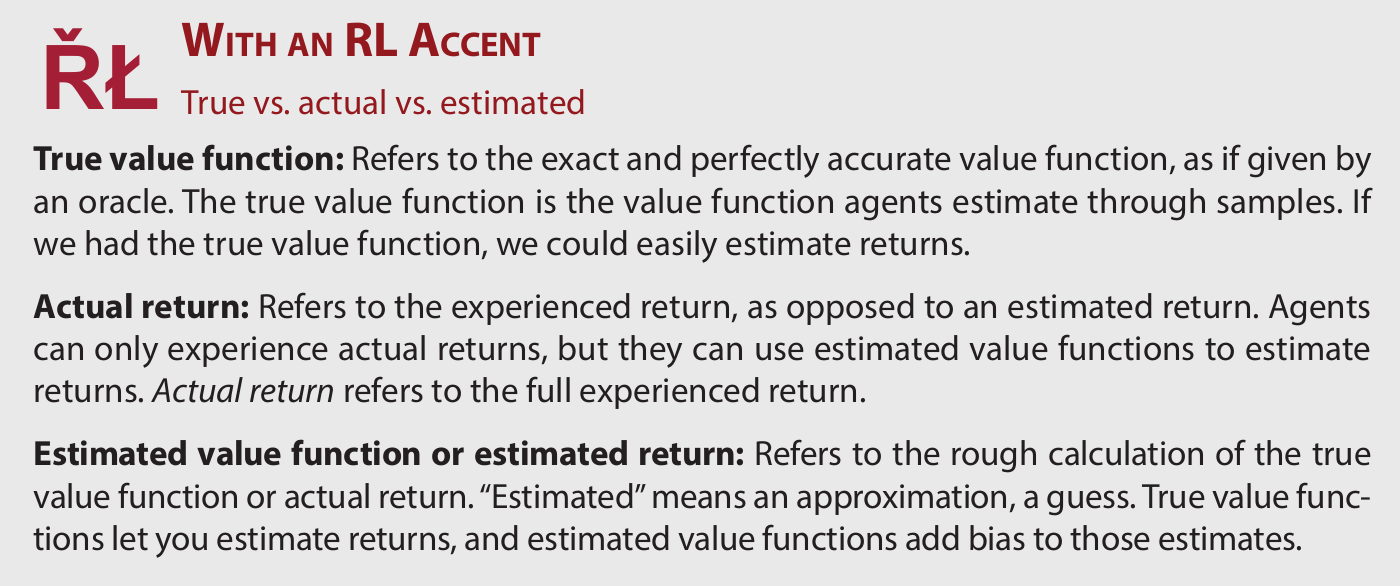 ŘŁ
WITH AN RL ACCENT
True vs. actual vs. estimated
True value function: Refers to the exact and perfectly accurate value function, as if given by
an oracle. The true value function is the value function agents estimate through samples. If
we had the true value function, we could easily estimate returns.
Actual return: Refers to the experienced return, as opposed to an estimated return. Agents
can only experience actual returns, but they can use estimated value functions to estimate
returns. Actual return refers to the full experienced return.
Estimated value function or estimated return: Refers to the rough calculation of the true
value function or actual return. “Estimated” means an approximation, a guess. True value func-
tions let you estimate returns, and estimated value functions add bias to those estimates.